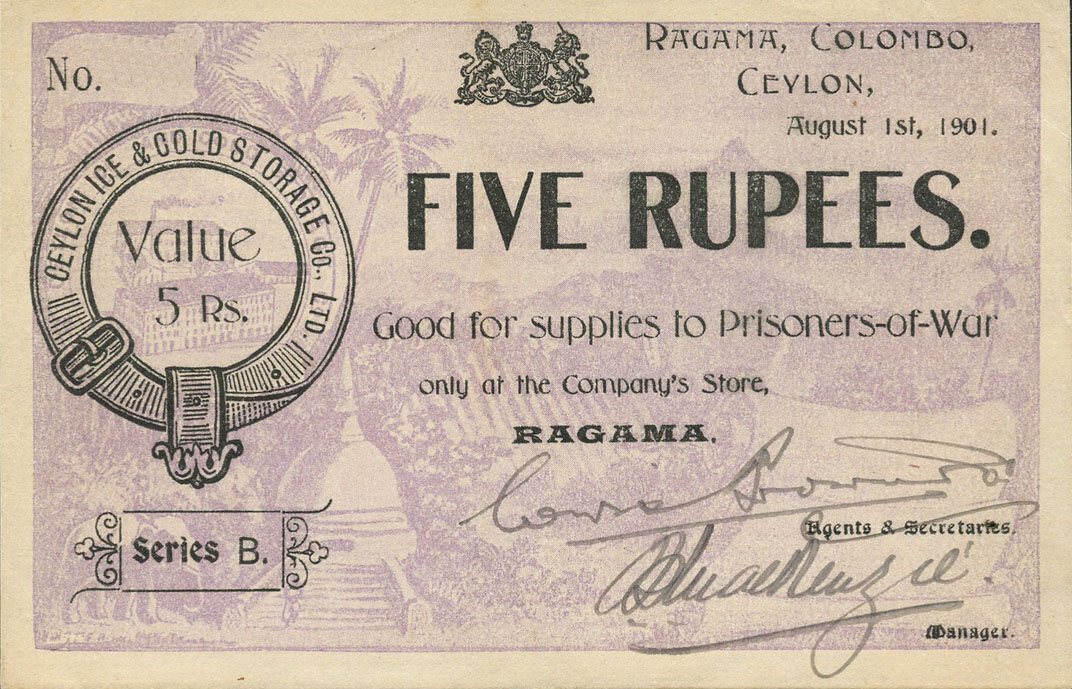 No.
RAGAMA, COLOMBO,
CEYLON,
August 1st, 1901.
CEYLON ICE & COLD STORAGE Co., LTD.
Value
5 Rs.
FIVE RUPEES.
Good for supplies to Prisoners-of-War
only at the Company's Store,
RAGAMA.
Agents & Secretaries.
Series B.
Manager.